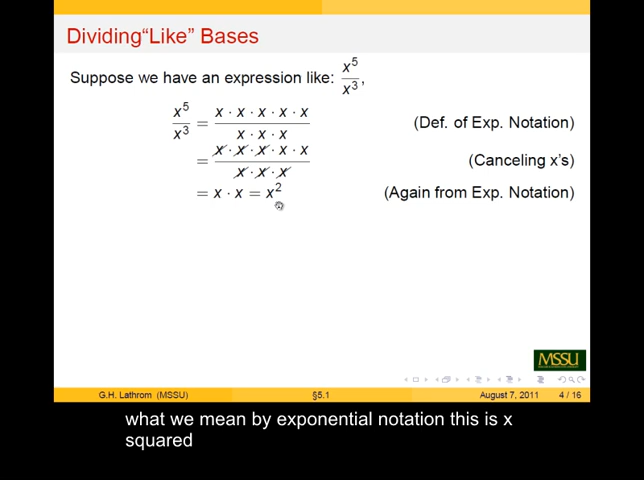 Dividing“Like” Bases
Suppose we have an expression like: x⁵/x³,
x⁵/x³ = x · x · x · x · x / x · x · x (Def. of Exp. Notation)
= x · x · x · x · x / x · x · x (Canceling x's)
= x · x = x² (Again from Exp. Notation)
MSSU
G.H. Lathrom (MSSU) §5.1 August 7, 2011 4 / 16
what we mean by exponential notation this is x
squared